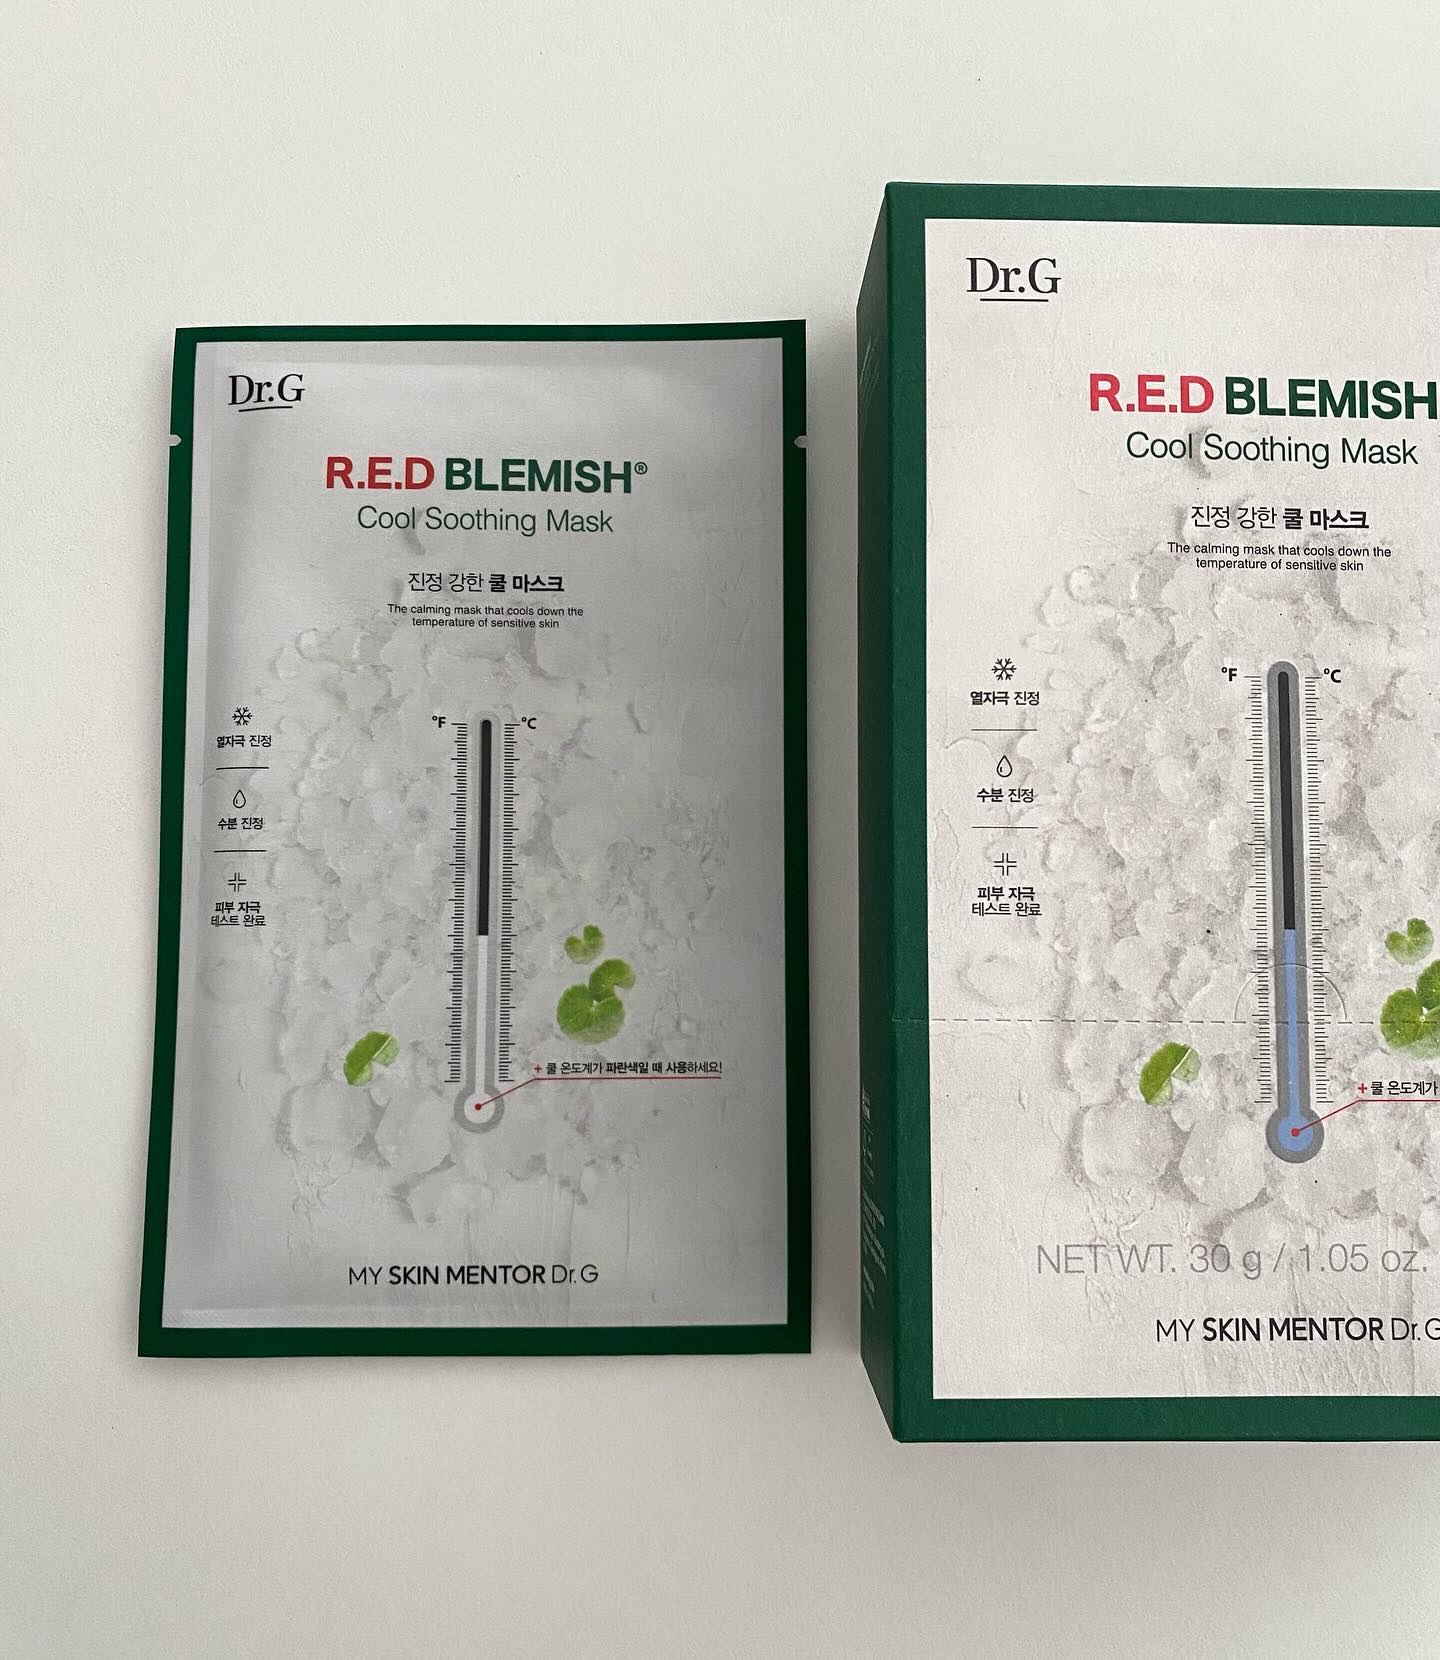 Dr.G
R.E.D BLEMISH®
Cool Soothing Mask
진정 강한 쿨 마스크
The calming mask that cools down the
temperature of sensitive skin
열자극 진정
수분 진정
피부 자극
테스트 완료
°F °C
+ 쿨 온도계가 파란색일 때 사용하세요!
MY SKIN MENTOR Dr.G
Dr.G
R.E.D BLEMISH
Cool Soothing Mask
진정 강한 쿨 마스크
The calming mask that cools down the
temperature of sensitive skin
열자극 진정
수분 진정
피부 자극
테스트 완료
°F °C
+ 쿨 온도계가
NET WT. 30 g / 1.05 oz.
MY SKIN MENTOR Dr.G